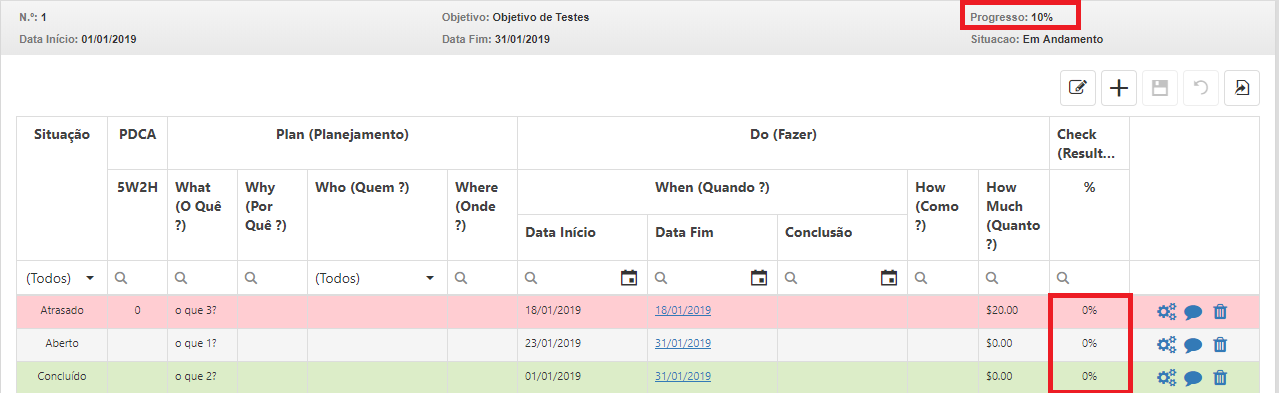 N.º: 1 Objetivo: Objetivo de Testes Progresso: 10%
Data Início: 01/01/2019 Data Fim: 31/01/2019 Situacao: Em Andamento
Situação PDCA Plan (Planejamento) Do (Fazer) Check
(Result...
5W2H What
(O Quê
?) Why
(Por
Quê ?) Who (Quem ?) Where
(Onde
?) When (Quando ?) How
(Como
?) How
Much
(Quanto
?) %
Data Início Data Fim Conclusão
(Todos) (Todos)
Atrasado 0 o que 3? 18/01/2019 18/01/2019 $20.00 0%
Aberto o que 1? 23/01/2019 31/01/2019 $0.00 0%
Concluído o que 2? 01/01/2019 31/01/2019 $0.00 0%